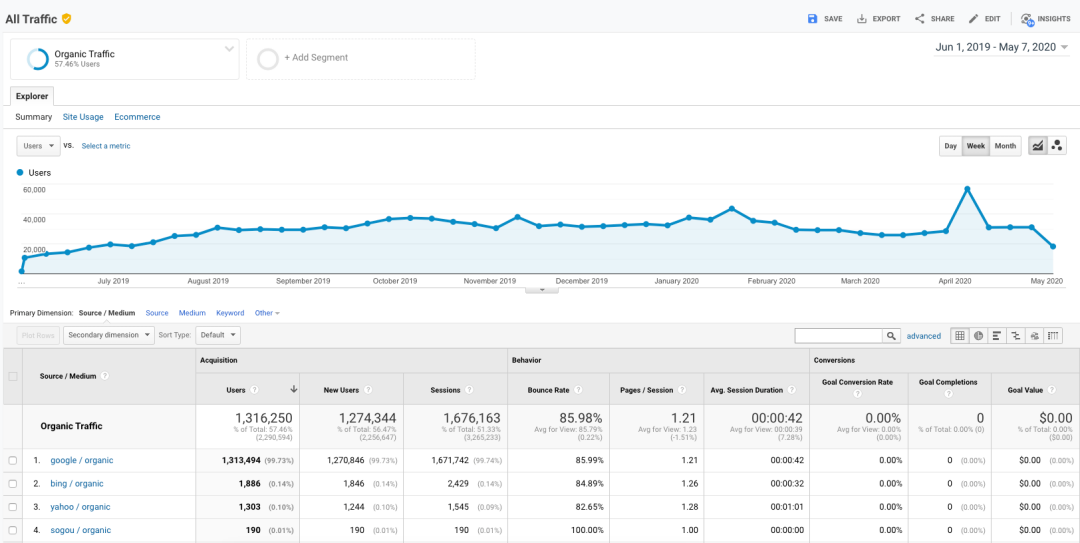 All Traffic
SAVE EXPORT SHARE EDIT INSIGHTS
Organic Traffic
57.46% Users
+ Add Segment
Jun 1, 2019 - May 7, 2020
Explorer
Summary Site Usage Ecommerce
Users VS. Select a metric
Day Week Month
Users
60,000
40,000
20,000
... July 2019 August 2019 September 2019 October 2019 November 2019 December 2019 January 2020 February 2020 March 2020 April 2020 May 2020
Primary Dimension: Source / Medium Source Medium Keyword Other
Plot Rows Secondary dimension Sort Type: Default advanced
Acquisition Behavior Conversions
Source / Medium ? Users ? New Users ? Sessions ? Bounce Rate ? Pages / Session ? Avg. Session Duration ? Goal Conversion Rate ? Goal Completions ? Goal Value ?
Organic Traffic 1,316,250 1,274,344 1,676,163 85.98% 1.21 00:00:42 0.00% 0 $0.00
% of Total: 57.46% % of Total: 56.47% % of Total: 51.33% Avg for View: 85.79% Avg for View: 1.23 Avg for View: 00:00:39 Avg for View: 0.00% % of Total: 0.00% (0) % of Total: 0.00%
(2,290,594) (2,256,647) (3,265,233) (0.22%) (-1.51%) (7.28%) (0.00%) ($0.00)
1. google / organic 1,313,494 (99.73%) 1,270,846 (99.73%) 1,671,742 (99.74%) 85.99% 1.21 00:00:42 0.00% 0 (0.00%) $0.00 (0.00%)
2. bing / organic 1,886 (0.14%) 1,846 (0.14%) 2,429 (0.14%) 84.89% 1.26 00:00:32 0.00% 0 (0.00%) $0.00 (0.00%)
3. yahoo / organic 1,303 (0.10%) 1,244 (0.10%) 1,545 (0.09%) 82.65% 1.28 00:01:01 0.00% 0 (0.00%) $0.00 (0.00%)
4. sogou / organic 190 (0.01%) 190 (0.01%) 190 (0.01%) 100.00% 1.00 00:00:00 0.00% 0 (0.00%) $0.00 (0.00%)